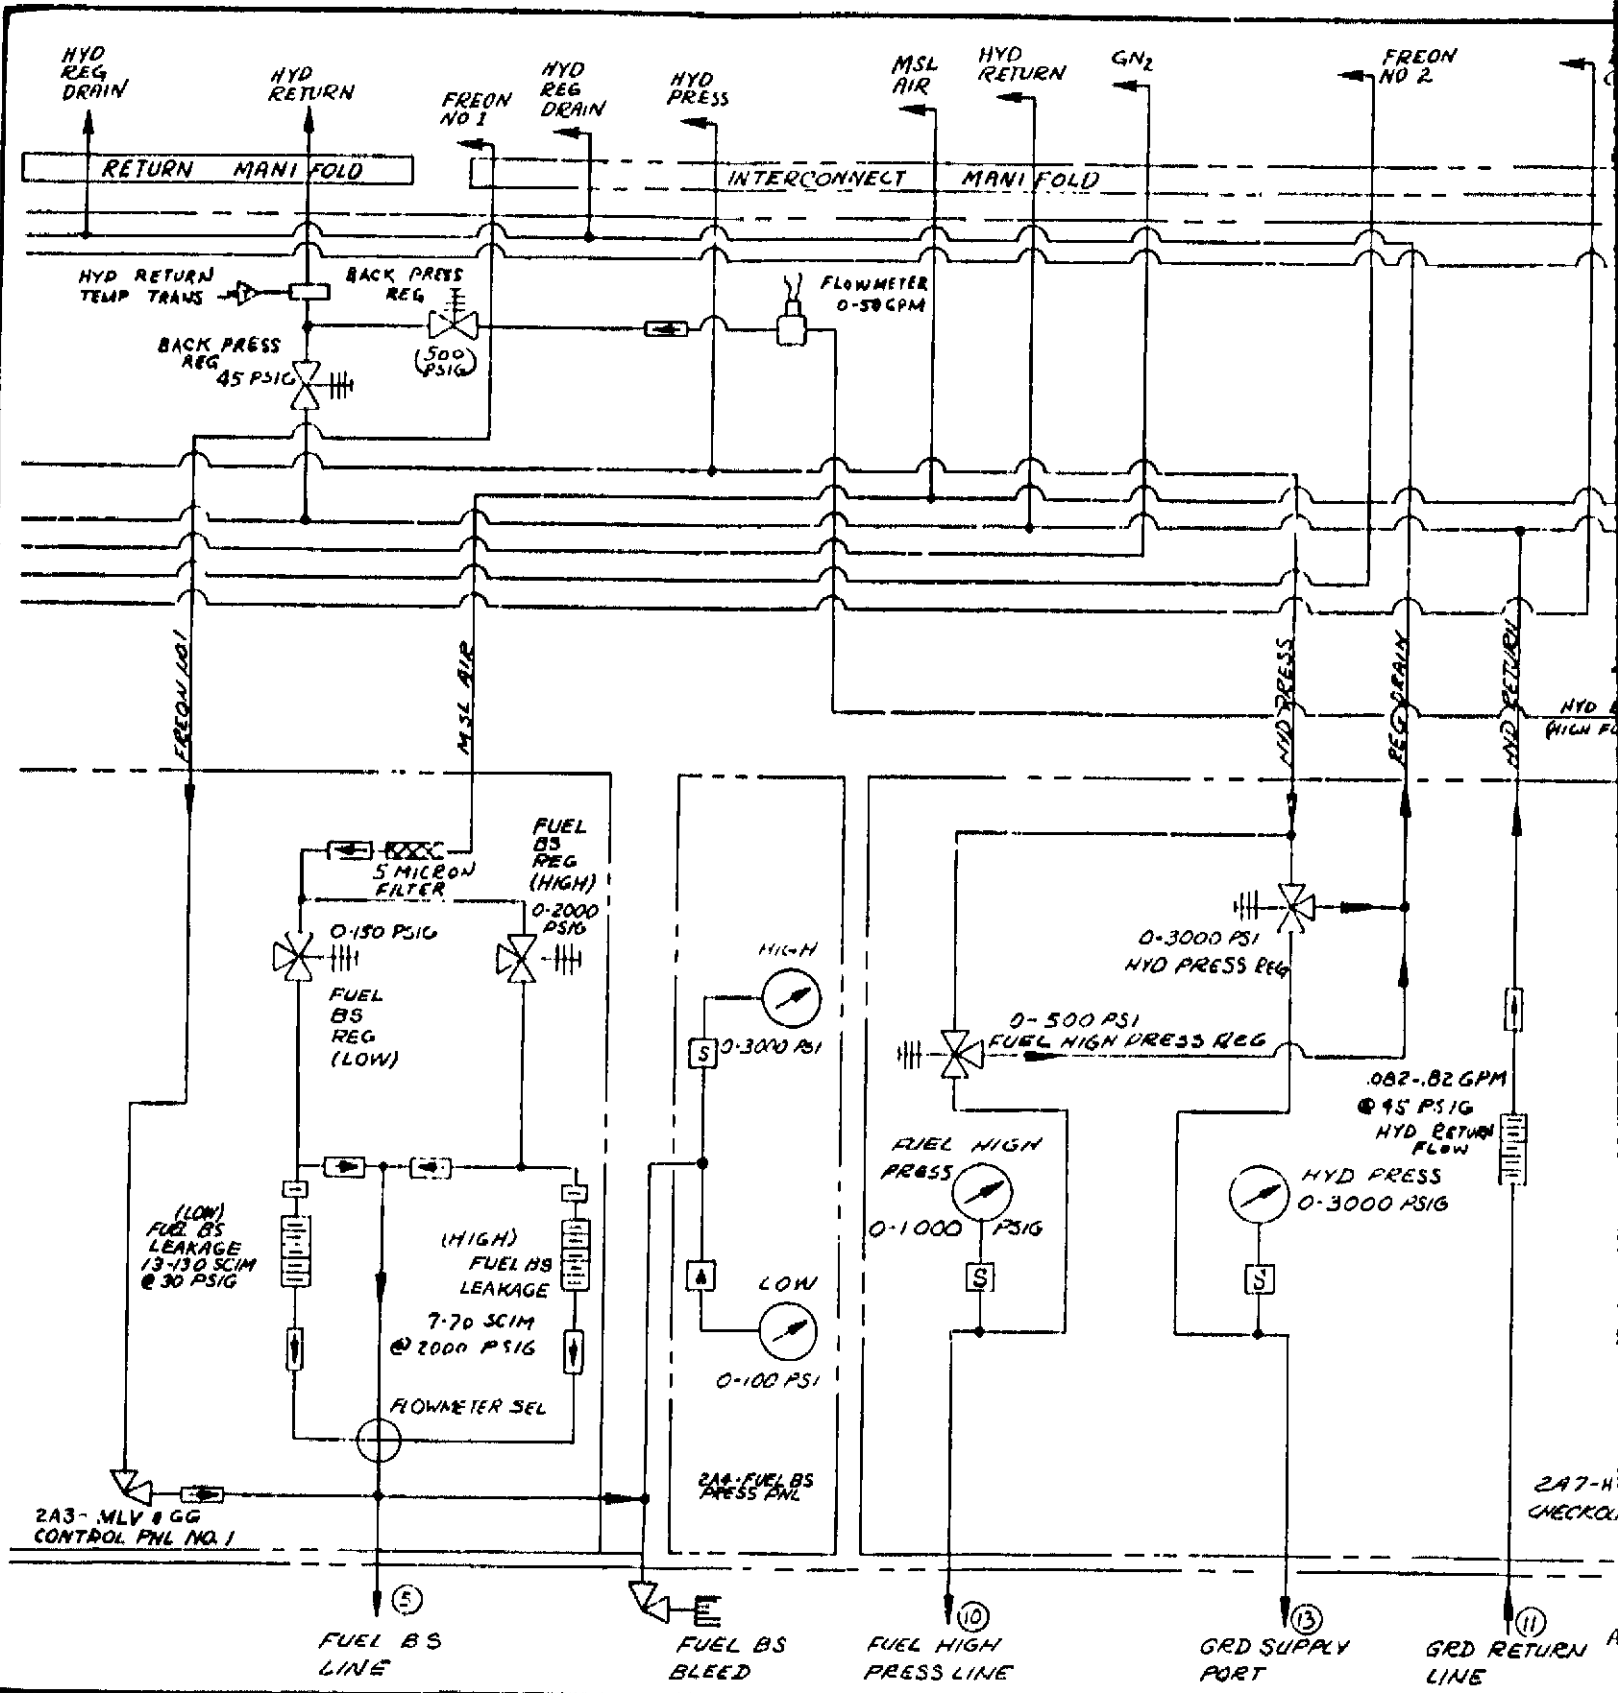 HYD
REG
DRAIN
HYD
RETURN
FREON
NO 1
HYD
REG
DRAIN
HYD
PRESS
MSL
AIR
HYD
RETURN
GN2
FREON
NO 2
RETURN MANIFOLD
INTERCONNECT MANIFOLD
HYD RETURN
TEMP TRANS
T
BACK PRESS
REG
(500
PSIG)
FLOWMETER
0-50 GPM
BACK PRESS
REG
45 PSIG
FREON NO 1
MSL AIR
HYD PRESS
REG DRAIN
HYD RETURN
HYD
(HIGH
FUEL
BS
REG
(HIGH)
0-2000
PSIG
5 MICRON
FILTER
0-150 PSIG
FUEL
BS
REG
(LOW)
HIGH
S
0-3000 PSI
0-3000 PSI
HYD PRESS REG
0-500 PSI
FUEL HIGH PRESS REG
.082-.82 GPM
@ 45 PSIG
HYD RETURN
FLOW
FUEL HIGH
PRESS
0-1000 PSIG
S
HYD PRESS
0-3000 PSIG
S
(LOW)
FUEL BS
LEAKAGE
13-130 SCIM
@ 30 PSIG
(HIGH)
FUEL BS
LEAKAGE
7-70 SCIM
@ 2000 PSIG
A
LOW
0-100 PSI
FLOWMETER SEL
2A4-FUEL BS
PRESS PNL
2A3-MLV & GG
CONTROL PNL NO. 1
2A7-H
CHECKOU
5
FUEL BS
LINE
FUEL BS
BLEED
10
FUEL HIGH
PRESS LINE
13
GRD SUPPLY
PORT
11
GRD RETURN
LINE